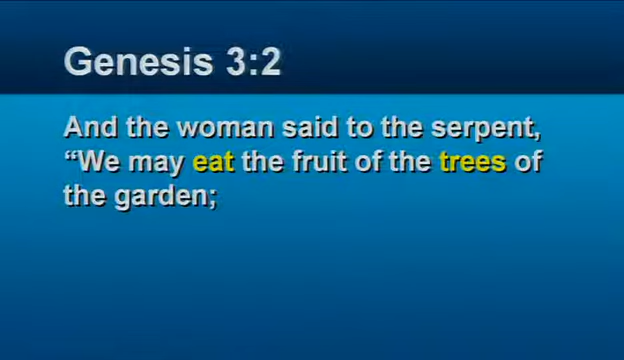 Genesis 3:2
And the woman said to the serpent,
“We may eat the fruit of the trees of
the garden;